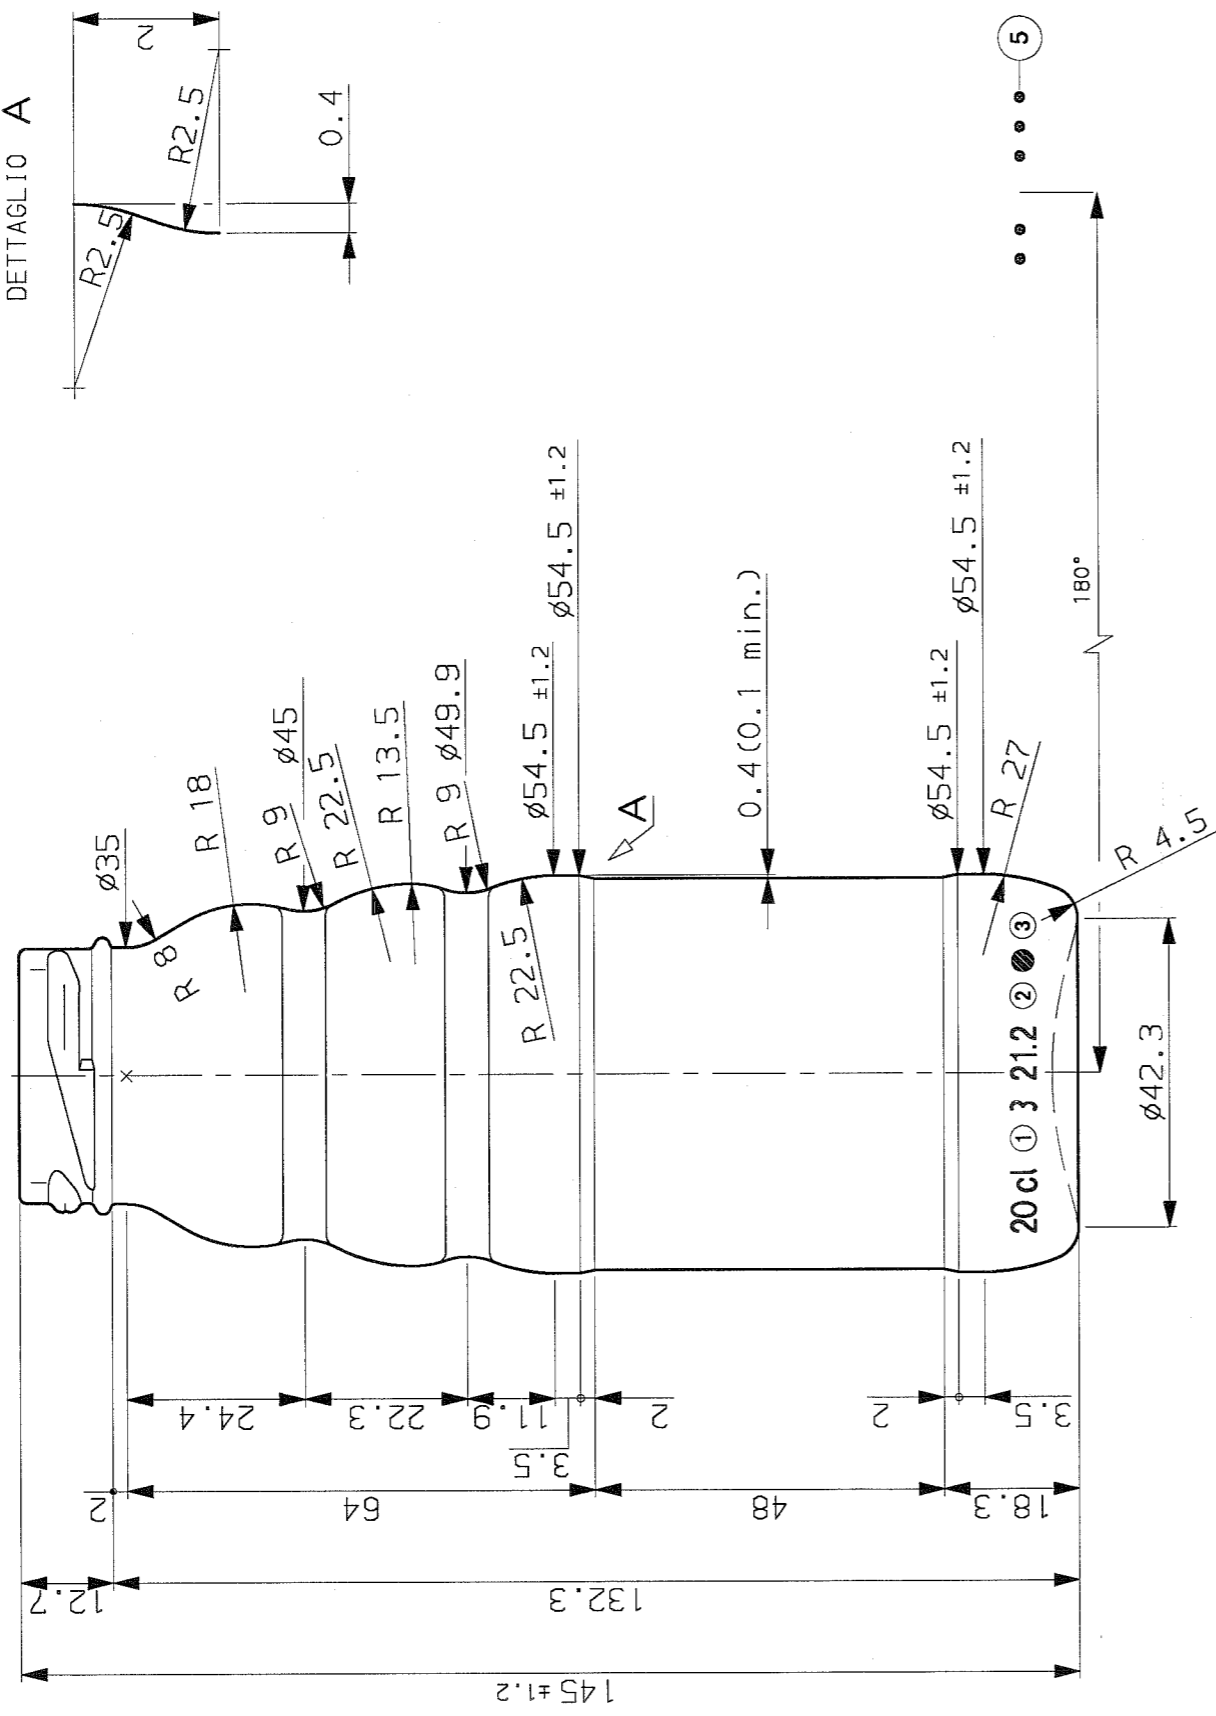 DETTAGLIO A
2
R2.5
R2.5
0.4
5
ø35
R 8
R 18
R 9
ø45
R 22.5
R 13.5
R 9
ø49.9
R 22.5
ø54.5 ±1.2
ø54.5 ±1.2
A
0.4(0.1 min.)
ø54.5 ±1.2
ø54.5 ±1.2
R 27
R 4.5
180°
20 cl 1 3 21.2 2 3
ø42.3
24.4
22.3
11.9
3.5
2
2
3.5
2
64
48
18.3
12.7
132.3
145 ±1.2